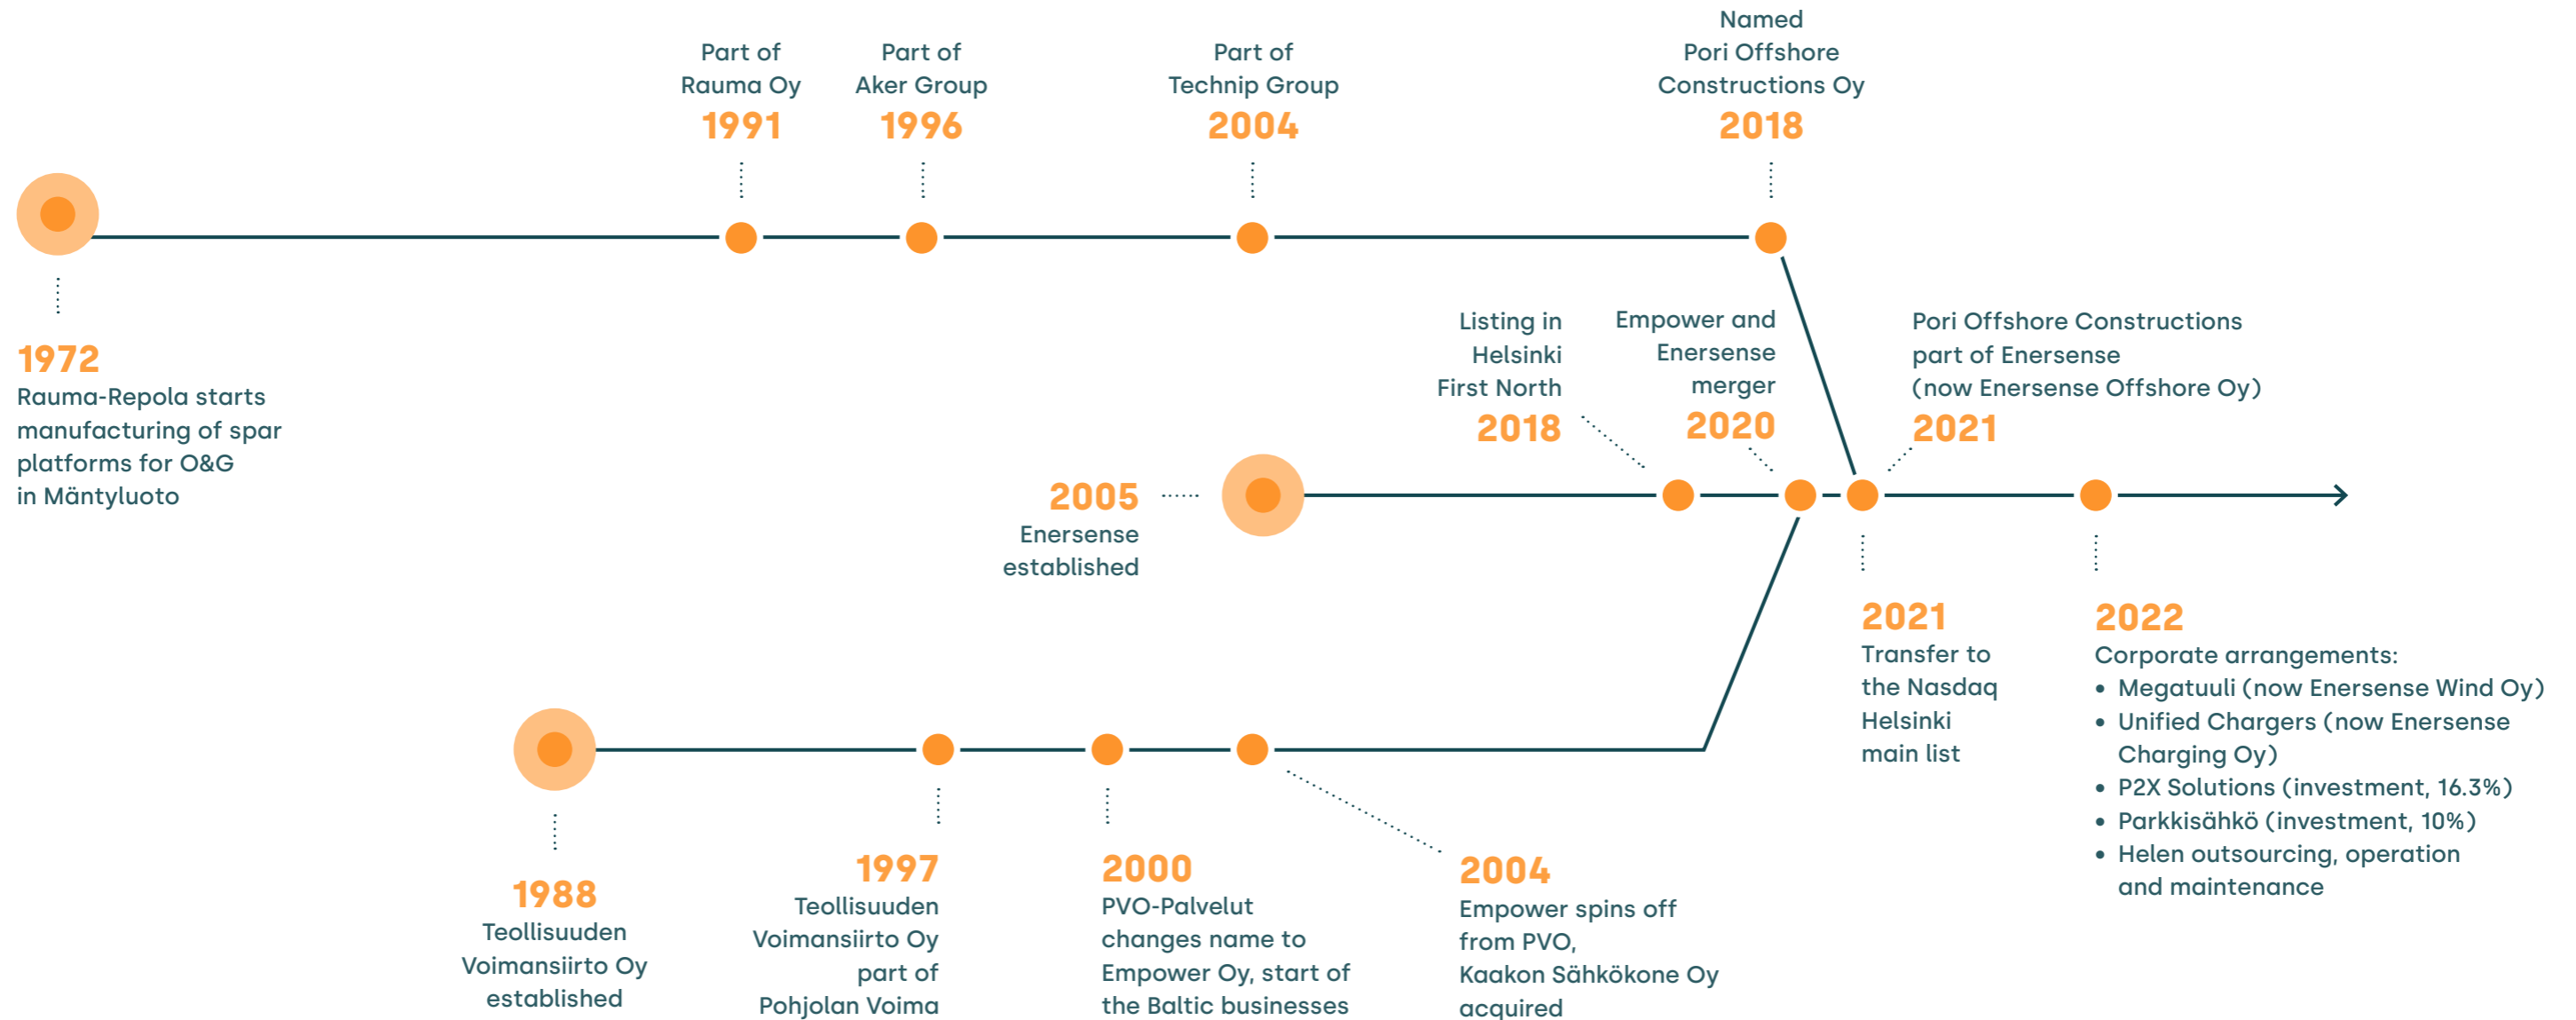 Part of
Rauma Oy
1991
Part of
Aker Group
1996
Part of
Technip Group
2004
Named
Pori Offshore
Constructions Oy
2018
1972
Rauma-Repola starts
manufacturing of spar
platforms for O&G
in Mäntyluoto
Listing in
Helsinki
First North
2018
Empower and
Enersense
merger
2020
Pori Offshore Constructions
part of Enersense
(now Enersense Offshore Oy)
2021
2005
Enersense
established
2021
Transfer to
the Nasdaq
Helsinki
main list
2022
Corporate arrangements:
• Megatuuli (now Enersense Wind Oy)
• Unified Chargers (now Enersense
Charging Oy)
• P2X Solutions (investment, 16.3%)
• Parkkisähkö (investment, 10%)
• Helen outsourcing, operation
and maintenance
1988
Teollisuuden
Voimansiirto Oy
established
1997
Teollisuuden
Voimansiirto Oy
part of
Pohjolan Voima
2000
PVO-Palvelut
changes name to
Empower Oy, start of
the Baltic businesses
2004
Empower spins off
from PVO,
Kaakon Sähkökone Oy
acquired